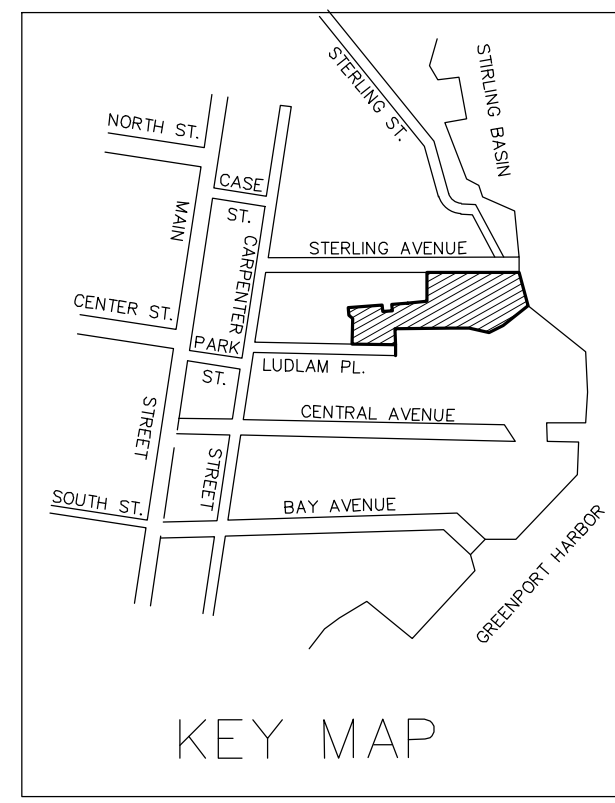 STERLING ST.
STIRLING BASIN
NORTH ST.
CASE
ST.
MAIN
CARPENTER
STERLING AVENUE
CENTER ST.
PARK
ST.
LUDLAM PL.
STREET
CENTRAL AVENUE
STREET
SOUTH ST.
BAY AVENUE
GREENPORT HARBOR
KEY MAP